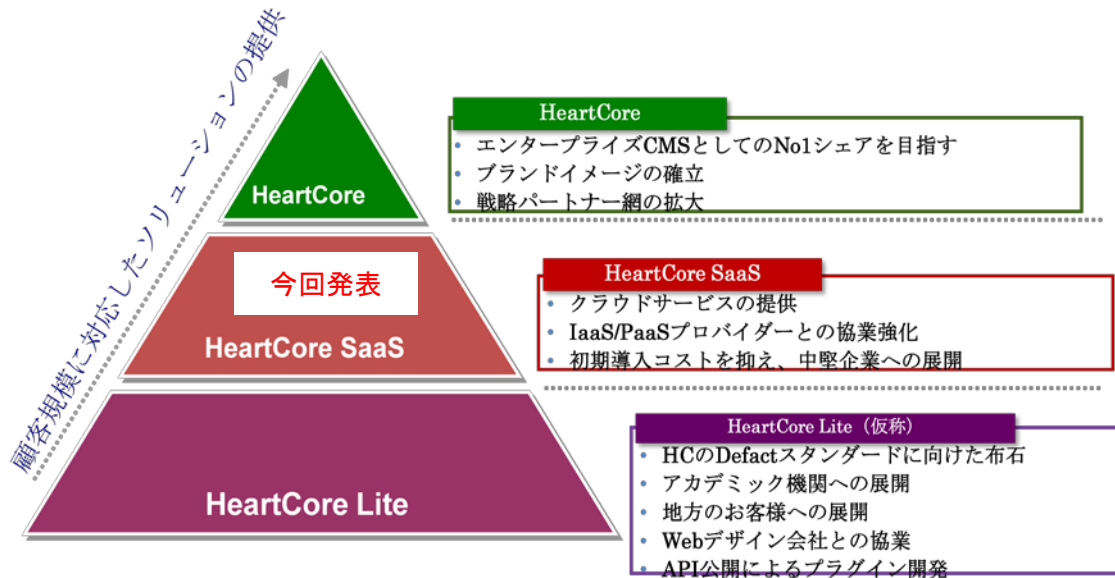 顧客規模に対応したソリューションの提供
HeartCore
今回発表
HeartCore SaaS
HeartCore Lite
HeartCore
• エンタープライズCMSとしてのNo1シェアを目指す
• ブランドイメージの確立
• 戦略パートナー網の拡大
HeartCore SaaS
• クラウドサービスの提供
• IaaS/PaaSプロバイダーとの協業強化
• 初期導入コストを抑え、中堅企業への展開
HeartCore Lite（仮称）
• HCのDefactスタンダードに向けた布石
• アカデミック機関への展開
• 地方のお客様への展開
• Webデザイン会社との協業
• API公開によるプラグイン開発